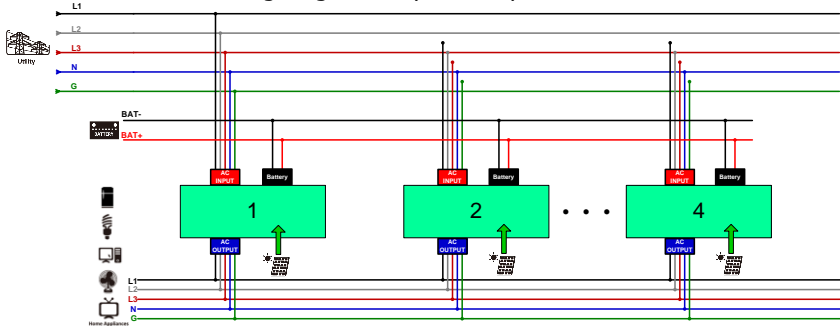 L1
L2
L3
N
G
Utility
BAT-
BAT+
BATTERY
AC
INPUT
Battery
AC
INPUT
Battery
AC
INPUT
Battery
1
2
4
AC
OUTPUT
AC
OUTPUT
AC
OUTPUT
L1
L2
L3
N
G
Home Appliances